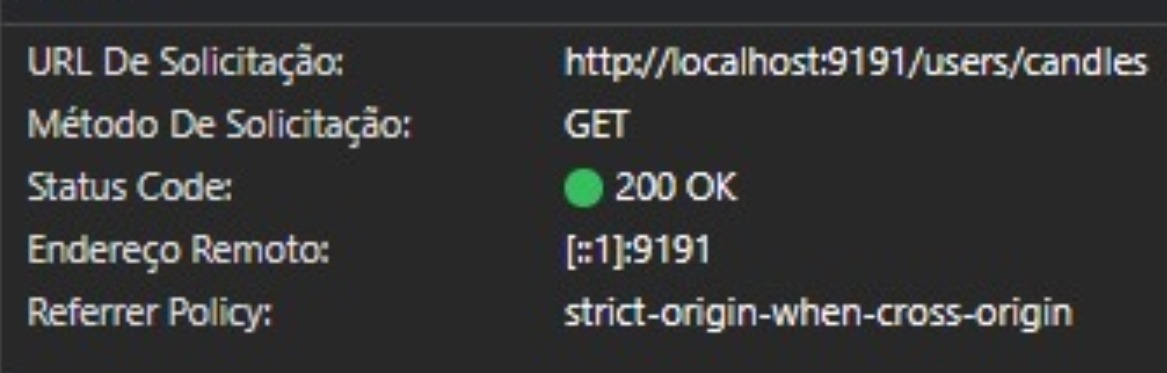 URL De Solicitação: http://localhost:9191/users/candles
Método De Solicitação: GET
Status Code: 200 OK
Endereço Remoto: [::1]:9191
Referrer Policy: strict-origin-when-cross-origin